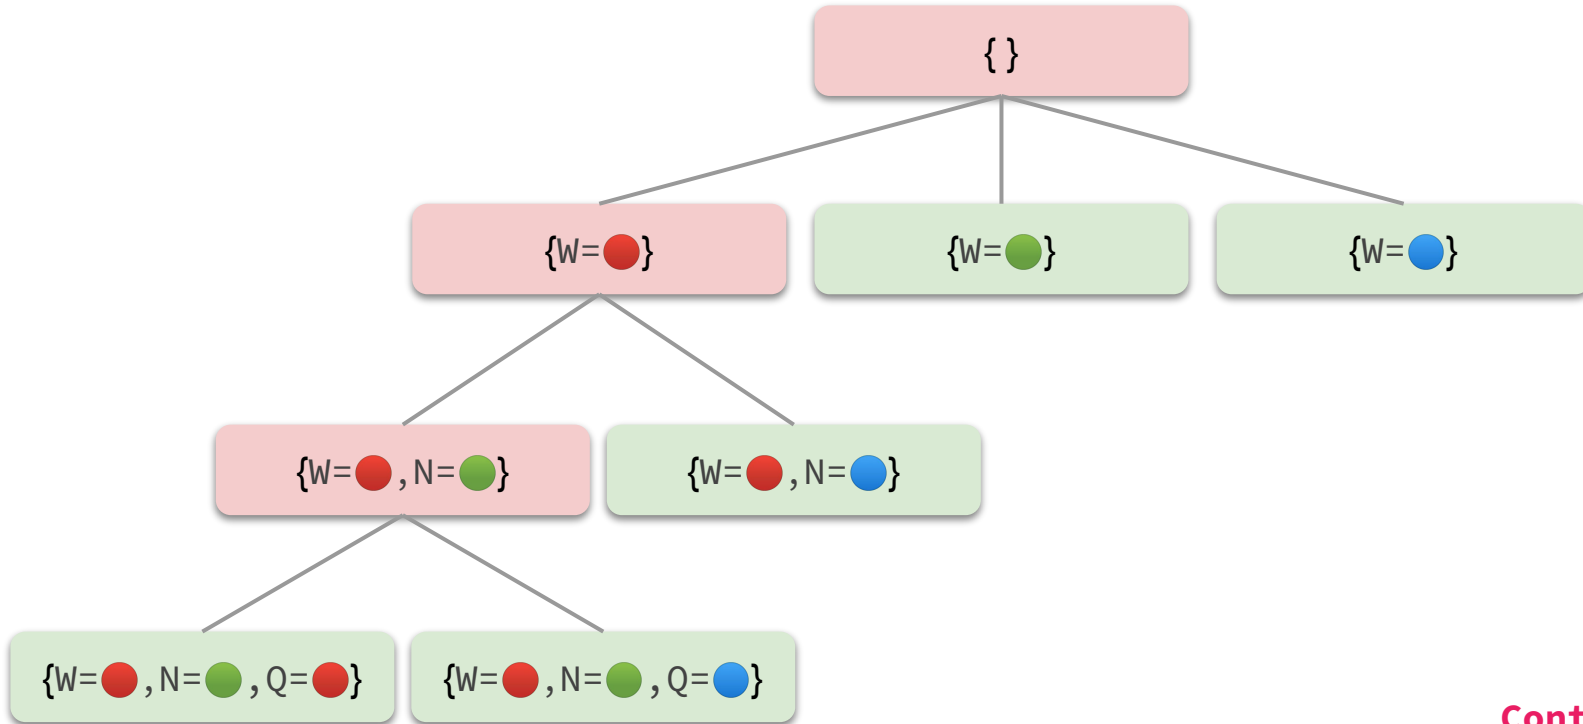 { }
{W=🔴}
{W=🟢}
{W=🔵}
{W=🔴,N=🟢}
{W=🔴,N=🔵}
{W=🔴,N=🟢,Q=🔴}
{W=🔴,N=🟢,Q=🔵}
Cont